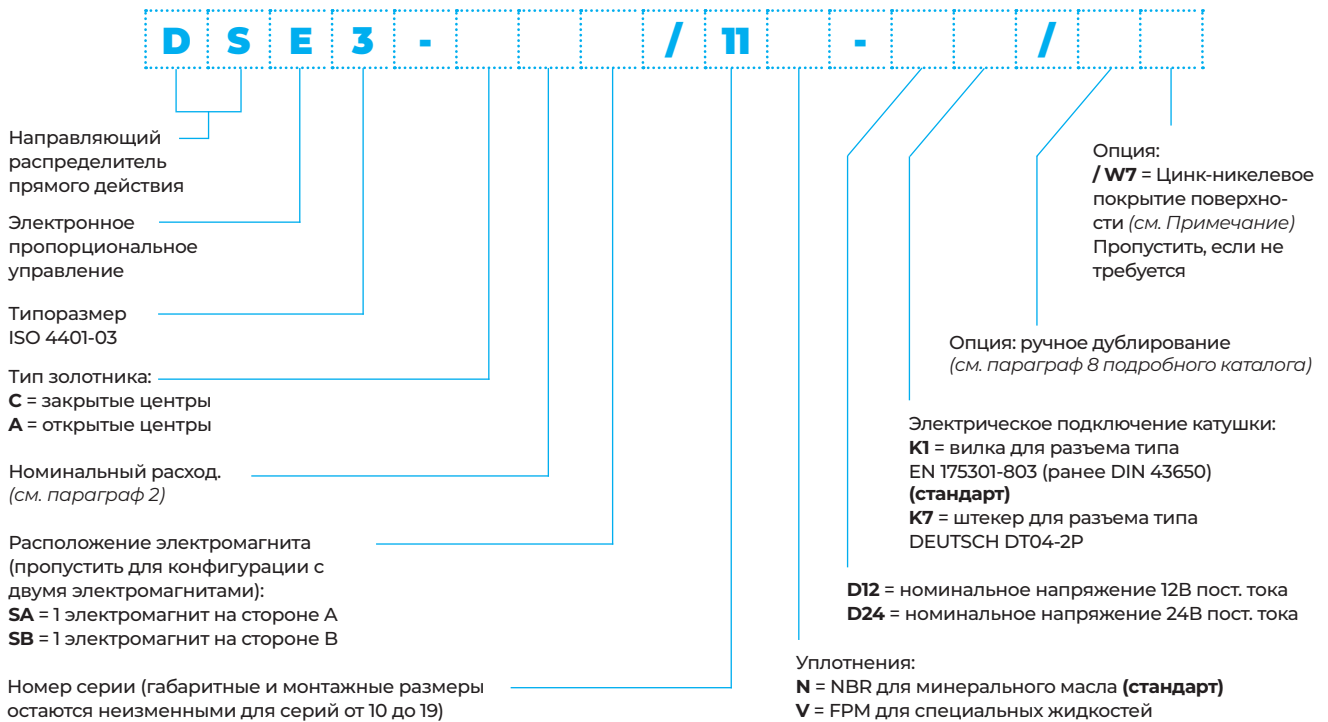 D S E 3 - / 11 - /
Направляющий
распределитель
прямого действия
Электронное
пропорциональное
управление
Типоразмер
ISO 4401-03
Тип золотника:
C = закрытые центры
A = открытые центры
Номинальный расход.
(см. параграф 2)
Расположение электромагнита
(пропустить для конфигурации с
двумя электромагнитами):
SA = 1 электромагнит на стороне A
SB = 1 электромагнит на стороне B
Номер серии (габаритные и монтажные размеры
остаются неизменными для серий от 10 до 19)
Опция:
/ W7 = Цинк-никелевое
покрытие поверхно-
сти (см. Примечание)
Пропустить, если не
требуется
Опция: ручное дублирование
(см. параграф 8 подробного каталога)
Электрическое подключение катушки:
K1 = вилка для разъема типа
EN 175301-803 (ранее DIN 43650)
(стандарт)
K7 = штекер для разъема типа
DEUTSCH DT04-2P
D12 = номинальное напряжение 12В пост. тока
D24 = номинальное напряжение 24В пост. тока
Уплотнения:
N = NBR для минерального масла (стандарт)
V = FPM для специальных жидкостей